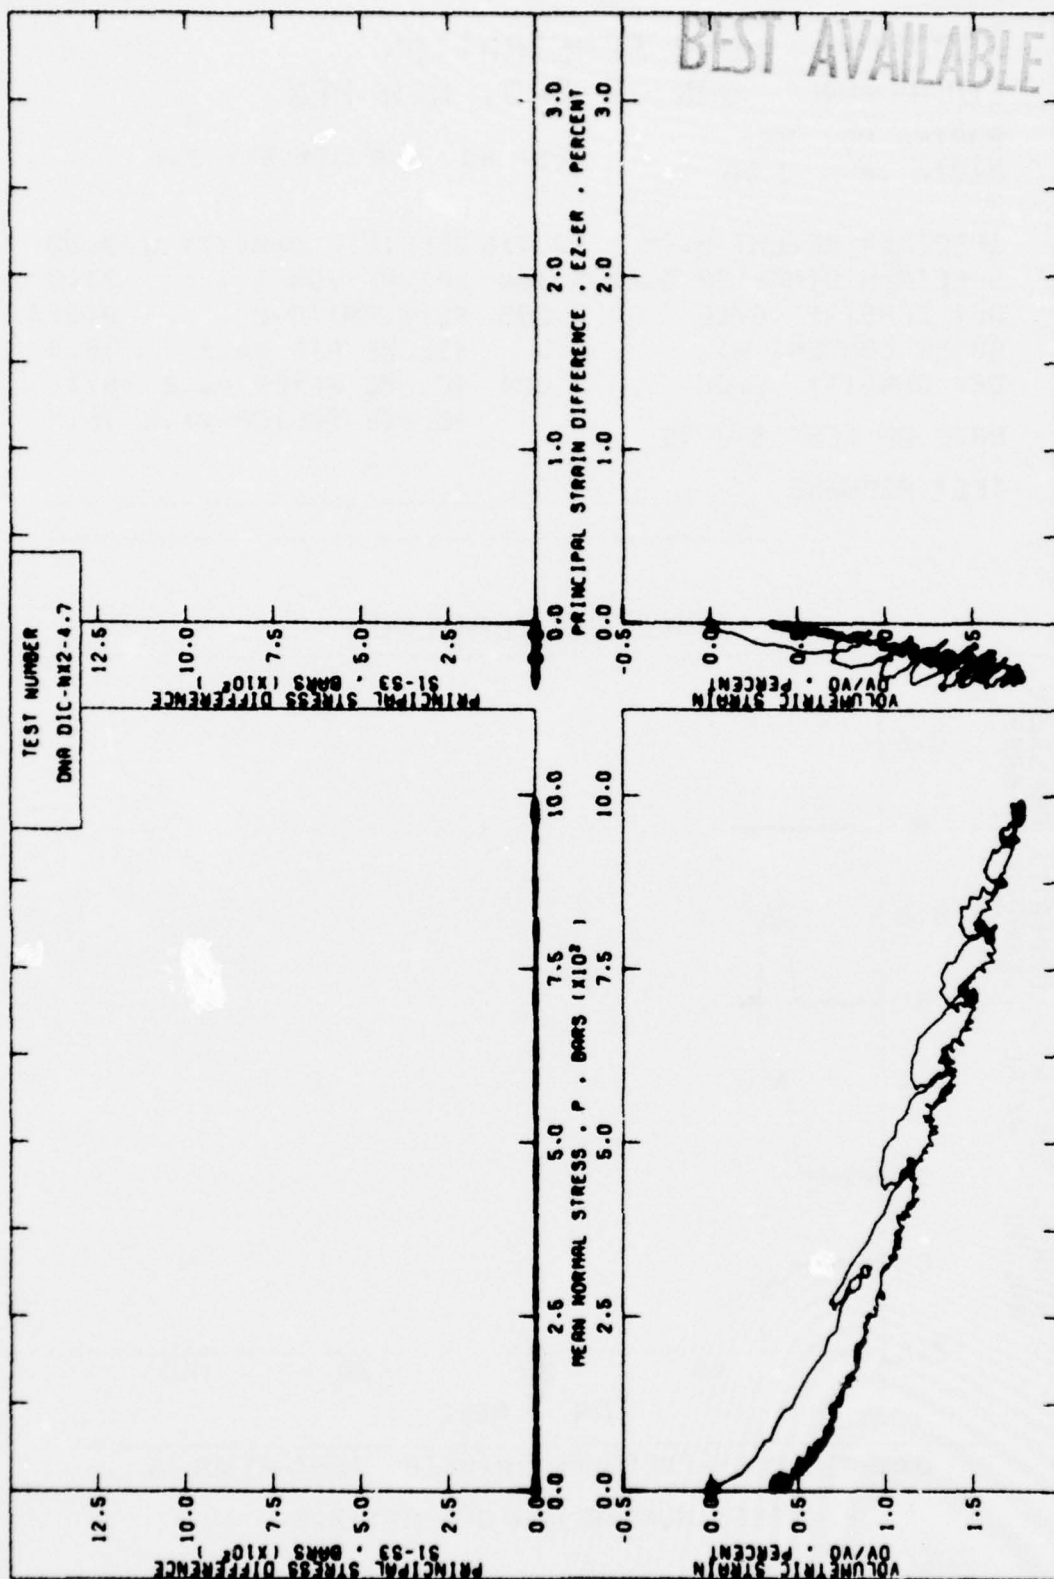 BEST AVAILABLE
TEST NUMBER
DNA DIC-NX2-4.7
PRINCIPAL STRESS DIFFERENCE
S1-S3 , BARS (X10² )
12.5
10.0
7.5
5.0
2.5
0.0
PRINCIPAL STRESS DIFFERENCE
S1-S3 , BARS (X10² )
12.5
10.0
7.5
5.0
2.5
0.0
0.0 2.5 5.0 7.5 10.0
MEAN NORMAL STRESS , P , BARS (X10² )
0.0 2.5 5.0 7.5 10.0
0.0 1.0 2.0 3.0
PRINCIPAL STRAIN DIFFERENCE , EZ-ER , PERCENT
0.0 1.0 2.0 3.0
VOLUMETRIC STRAIN
DV/VO , PERCENT
-0.5
0.0
0.5
1.0
1.5
VOLUMETRIC STRAIN
DV/VO , PERCENT
-0.5
0.0
0.5
1.0
1.5